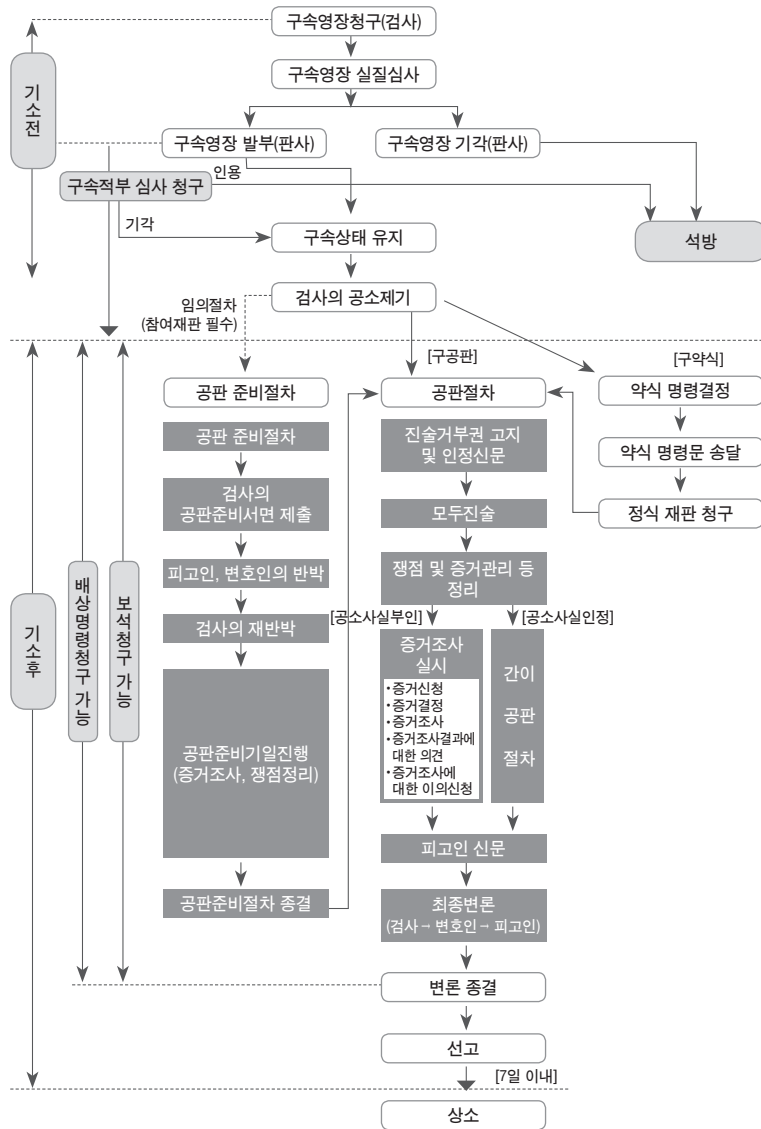 구속영장청구(검사)
구속영장 실질심사
기소전
구속영장 발부(판사)
구속영장 기각(판사)
구속적부 심사 청구
인용
기각
구속상태 유지
석방
검사의 공소제기
임의절차
(참여재판 필수)
[구공판]
[구약식]
공판 준비절차
공판절차
약식 명령결정
공판 준비절차
진술거부권 고지
및 인정신문
약식 명령문 송달
검사의
공판준비서면 제출
모두진술
정식 재판 청구
피고인, 변호인의 반박
쟁점 및 증거관리 등
정리
기소후
배상명령청구 가능
보석청구 가능
검사의 재반박
[공소사실부인]
[공소사실인정]
증거조사
실시
•증거신청
•증거결정
•증거조사
•증거조사결과에
대한 의견
•증거조사에
대한 이의신청
간이
공판
절차
공판준비기일진행
(증거조사, 쟁점정리)
피고인 신문
공판준비절차 종결
최종변론
(검사→변호인→피고인)
변론 종결
선고
[7일 이내]
상소